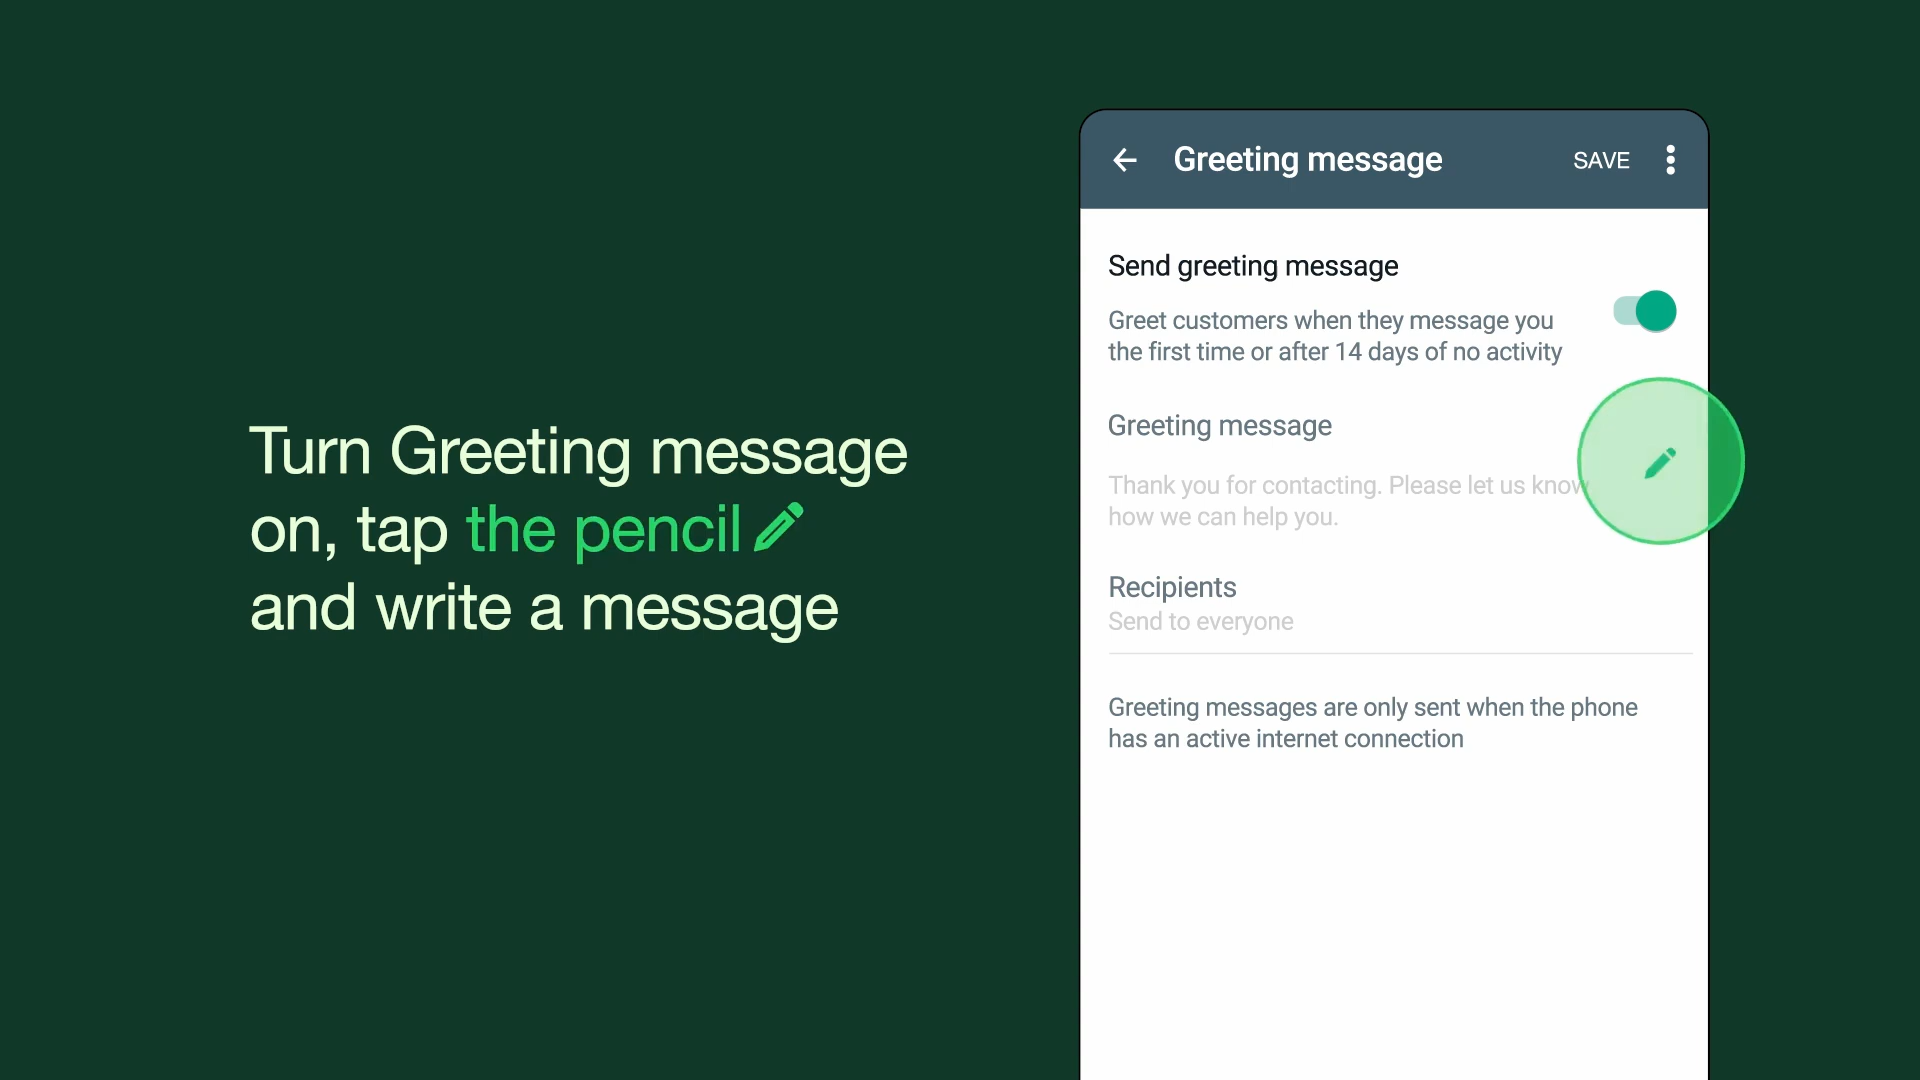 Turn Greeting message
on, tap the pencil
and write a message
Greeting message
SAVE
Send greeting message
Greet customers when they message you
the first time or after 14 days of no activity
Greeting message
Thank you for contacting. Please let us know
how we can help you.
Recipients
Send to everyone
Greeting messages are only sent when the phone
has an active internet connection